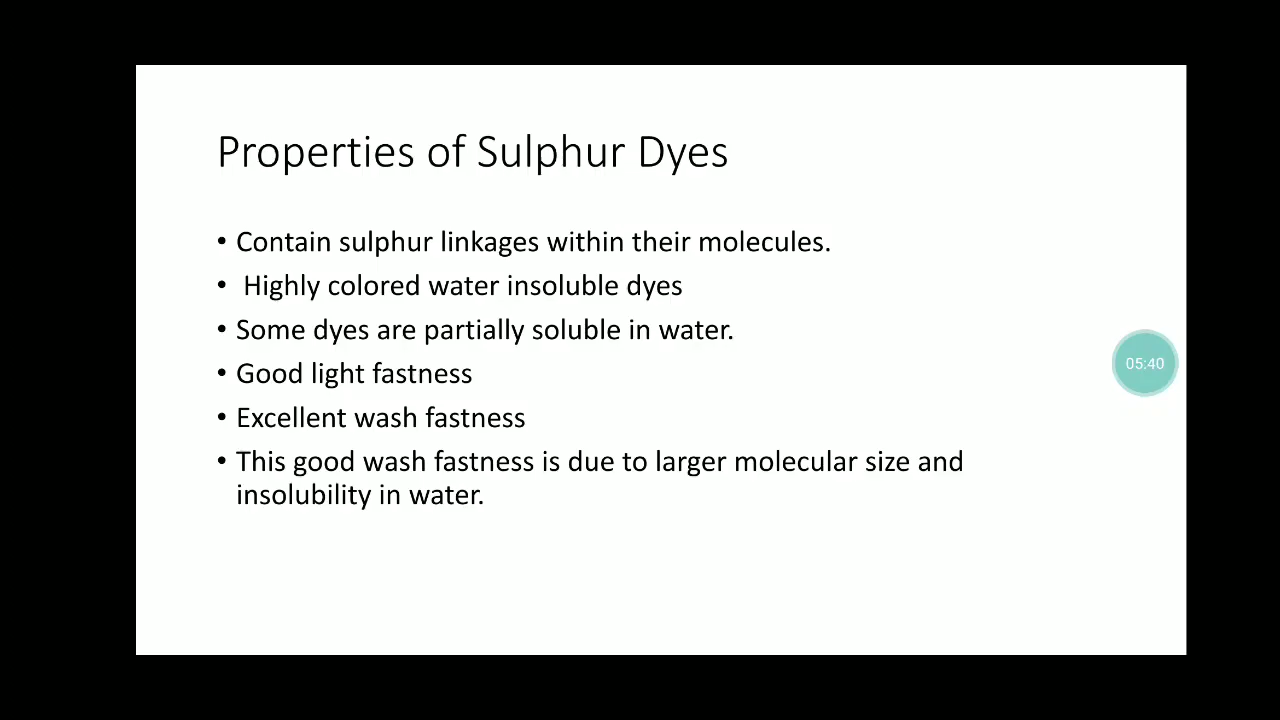 Properties of Sulphur Dyes
• Contain sulphur linkages within their molecules.
• Highly colored water insoluble dyes
• Some dyes are partially soluble in water.
• Good light fastness
• Excellent wash fastness
• This good wash fastness is due to larger molecular size and
insolubility in water.
05:40